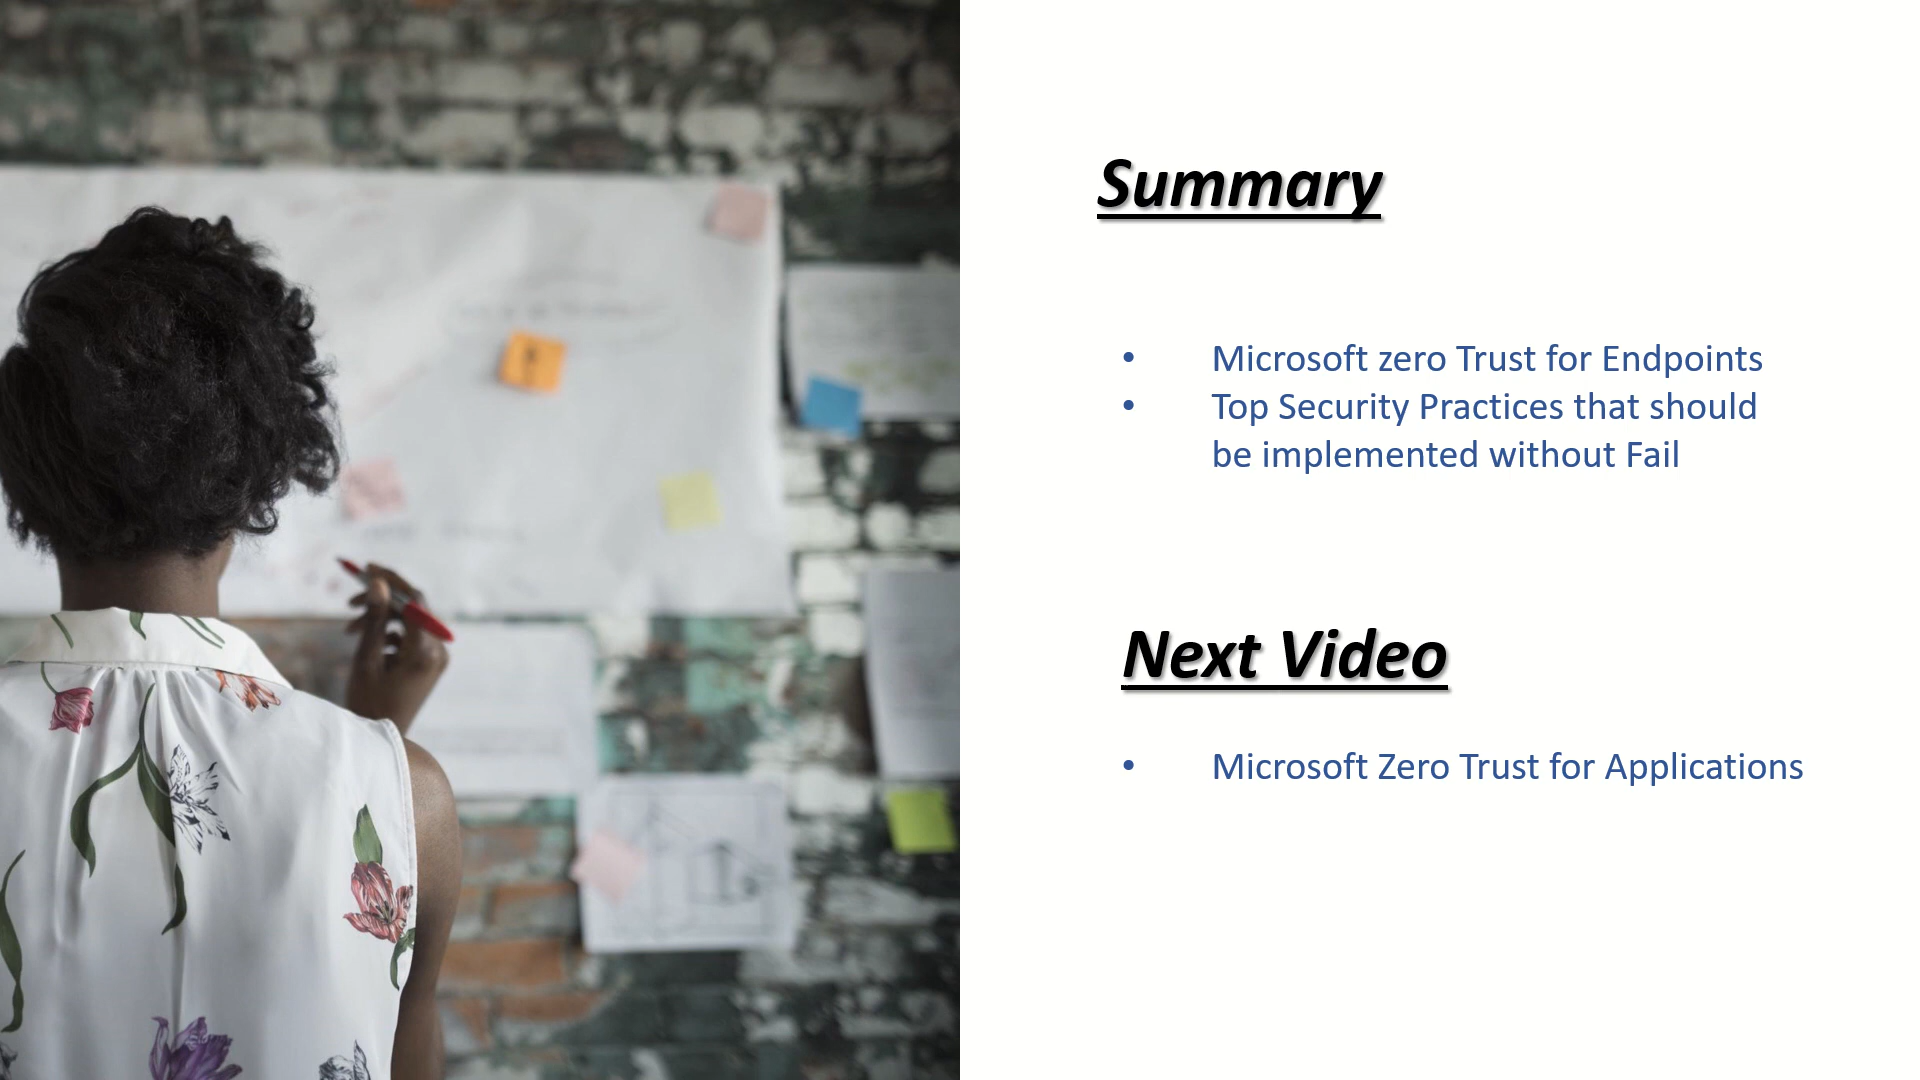 Summary
• Microsoft zero Trust for Endpoints
• Top Security Practices that should
be implemented without Fail
Next Video
• Microsoft Zero Trust for Applications